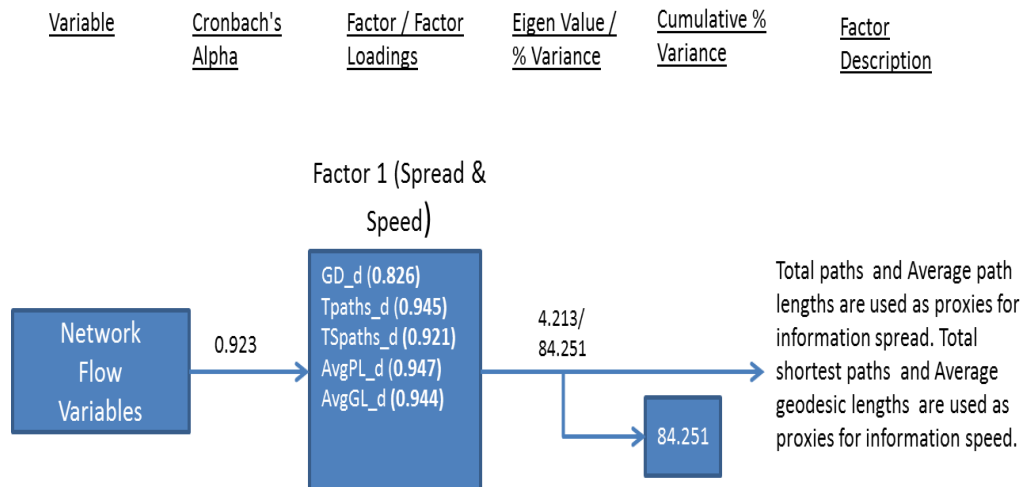 Variable
Cronbach's
Alpha
Factor / Factor
Loadings
Eigen Value /
% Variance
Cumulative %
Variance
Factor
Description
Factor 1 (Spread &
Speed)
Network
Flow
Variables
0.923
GD_d (0.826)
Tpaths_d (0.945)
TSpaths_d (0.921)
AvgPL_d (0.947)
AvgGL_d (0.944)
4.213/
84.251
84.251
Total paths and Average path
lengths are used as proxies for
information spread. Total
shortest paths and Average
geodesic lengths are used as
proxies for information speed.